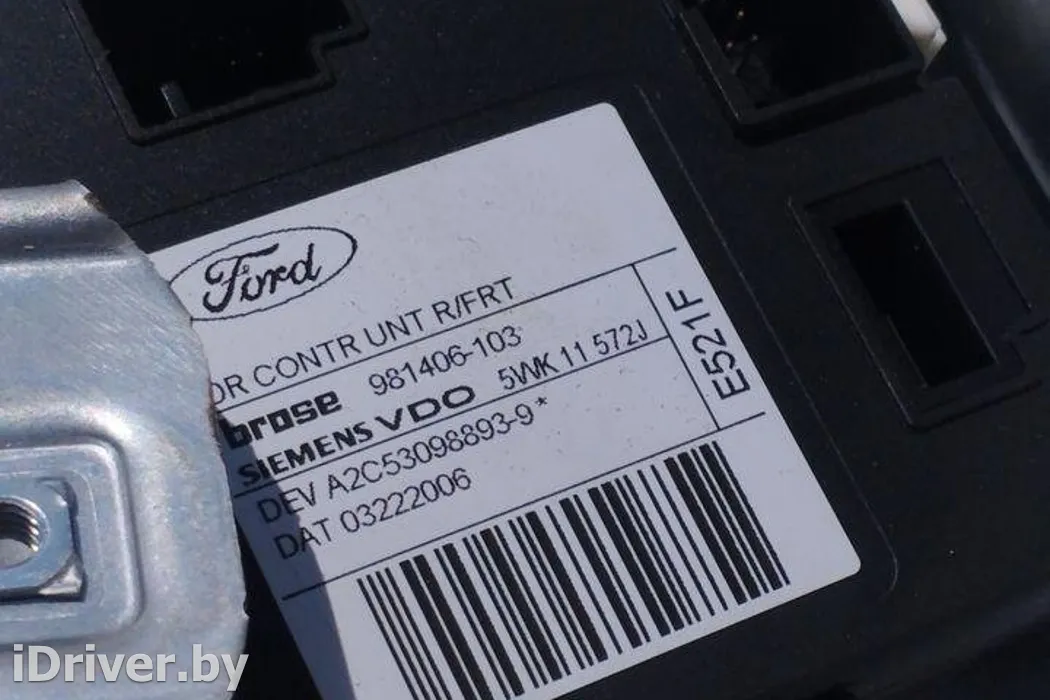 Ford
OR CONTR UNT R/FRT
brose 981406-103
SIEMENS VDO 5WK 11 572J
E521F
DEV A2C53098893-9*
DAT 03222006
iDriver.by